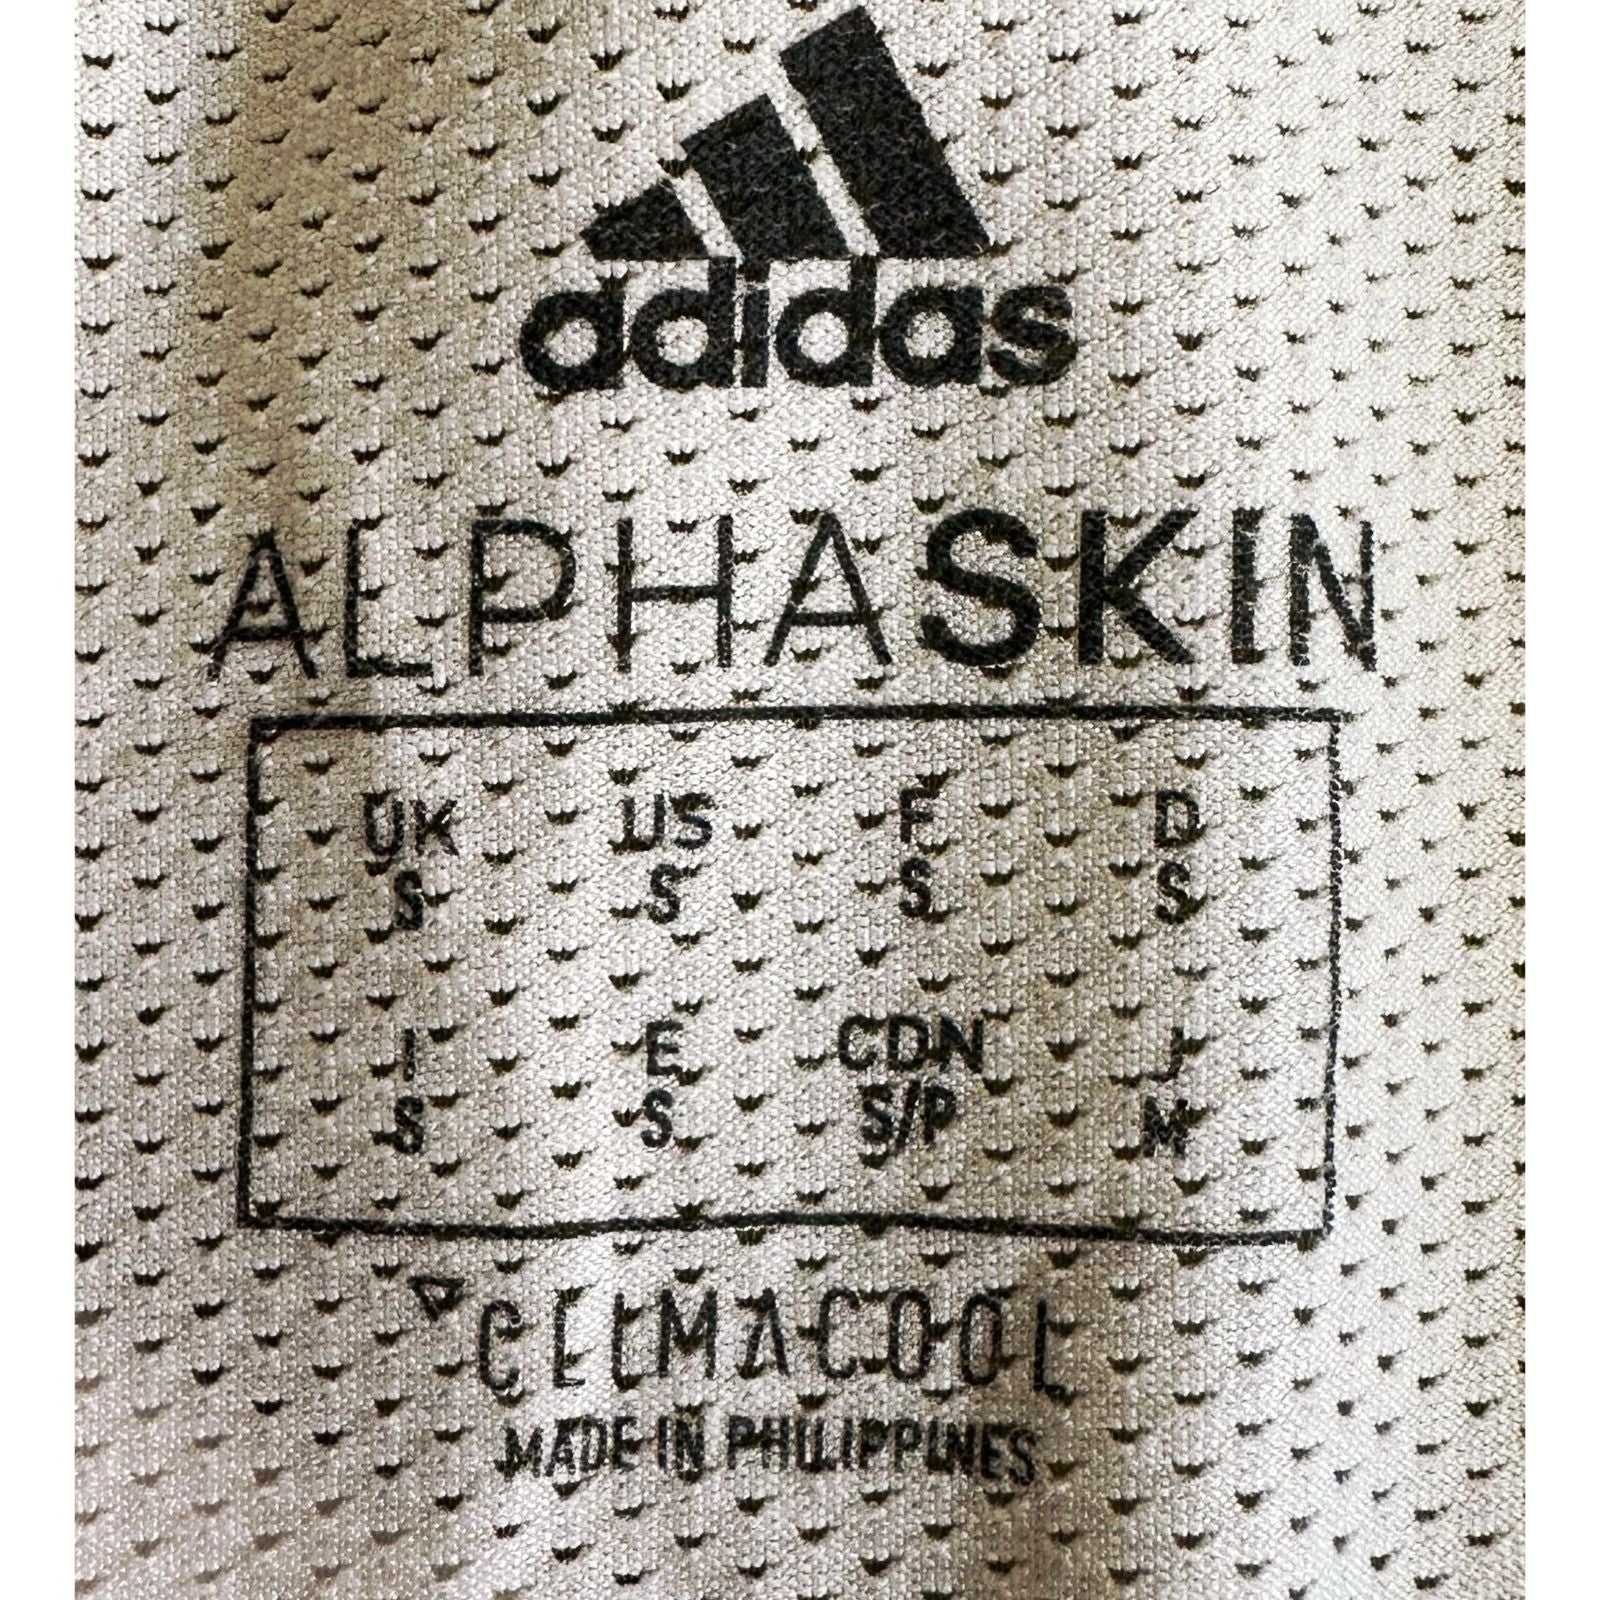 adidas
ALPHASKIN
UK US F D
S S S S
I E CDN J
S S S/P M
CLIMACOOL
MADE IN PHILIPPINES